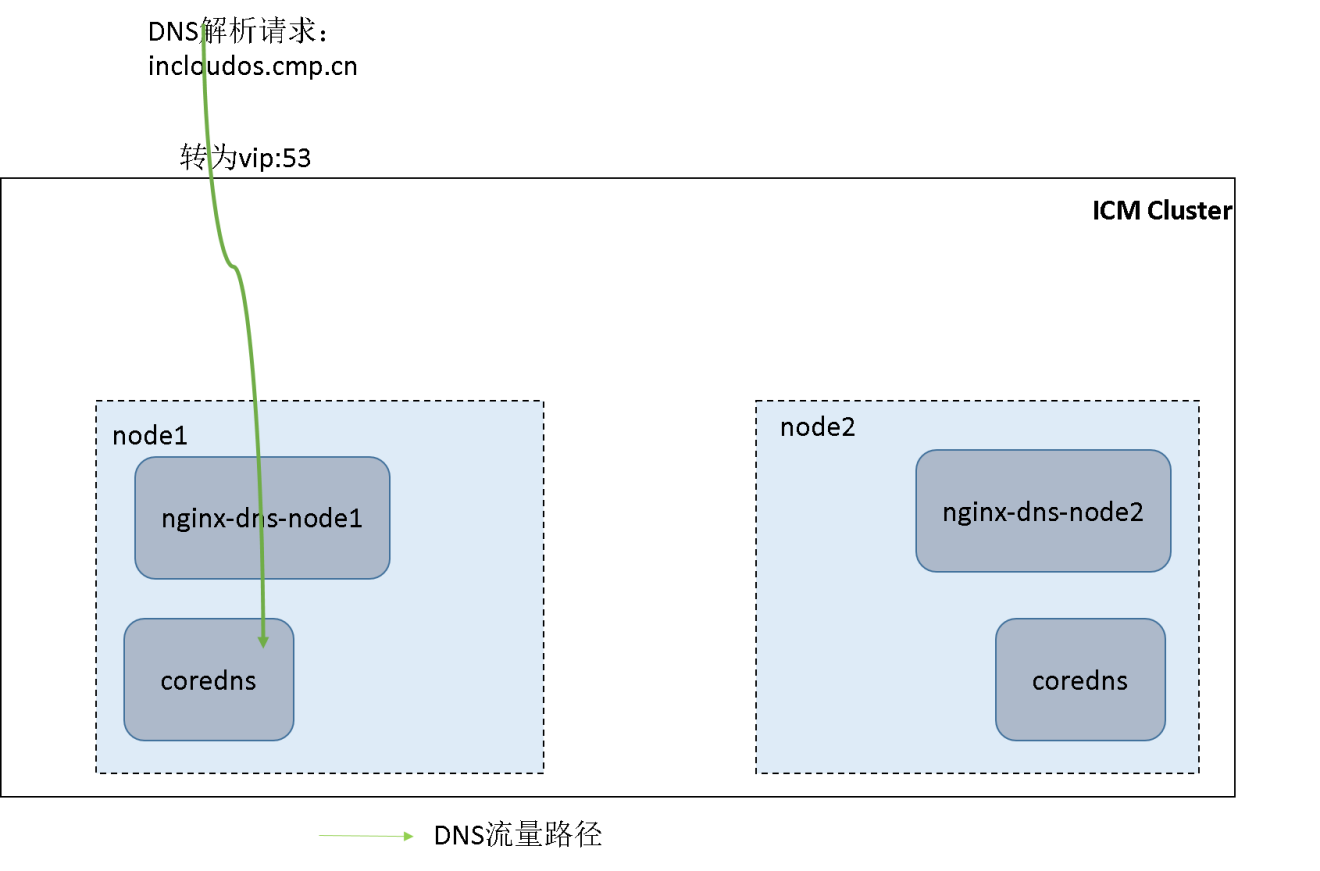 DNS解析请求：
incloudos.cmp.cn
转为vip:53
ICM Cluster
node1
nginx-dns-node1
coredns
node2
nginx-dns-node2
coredns
DNS流量路径